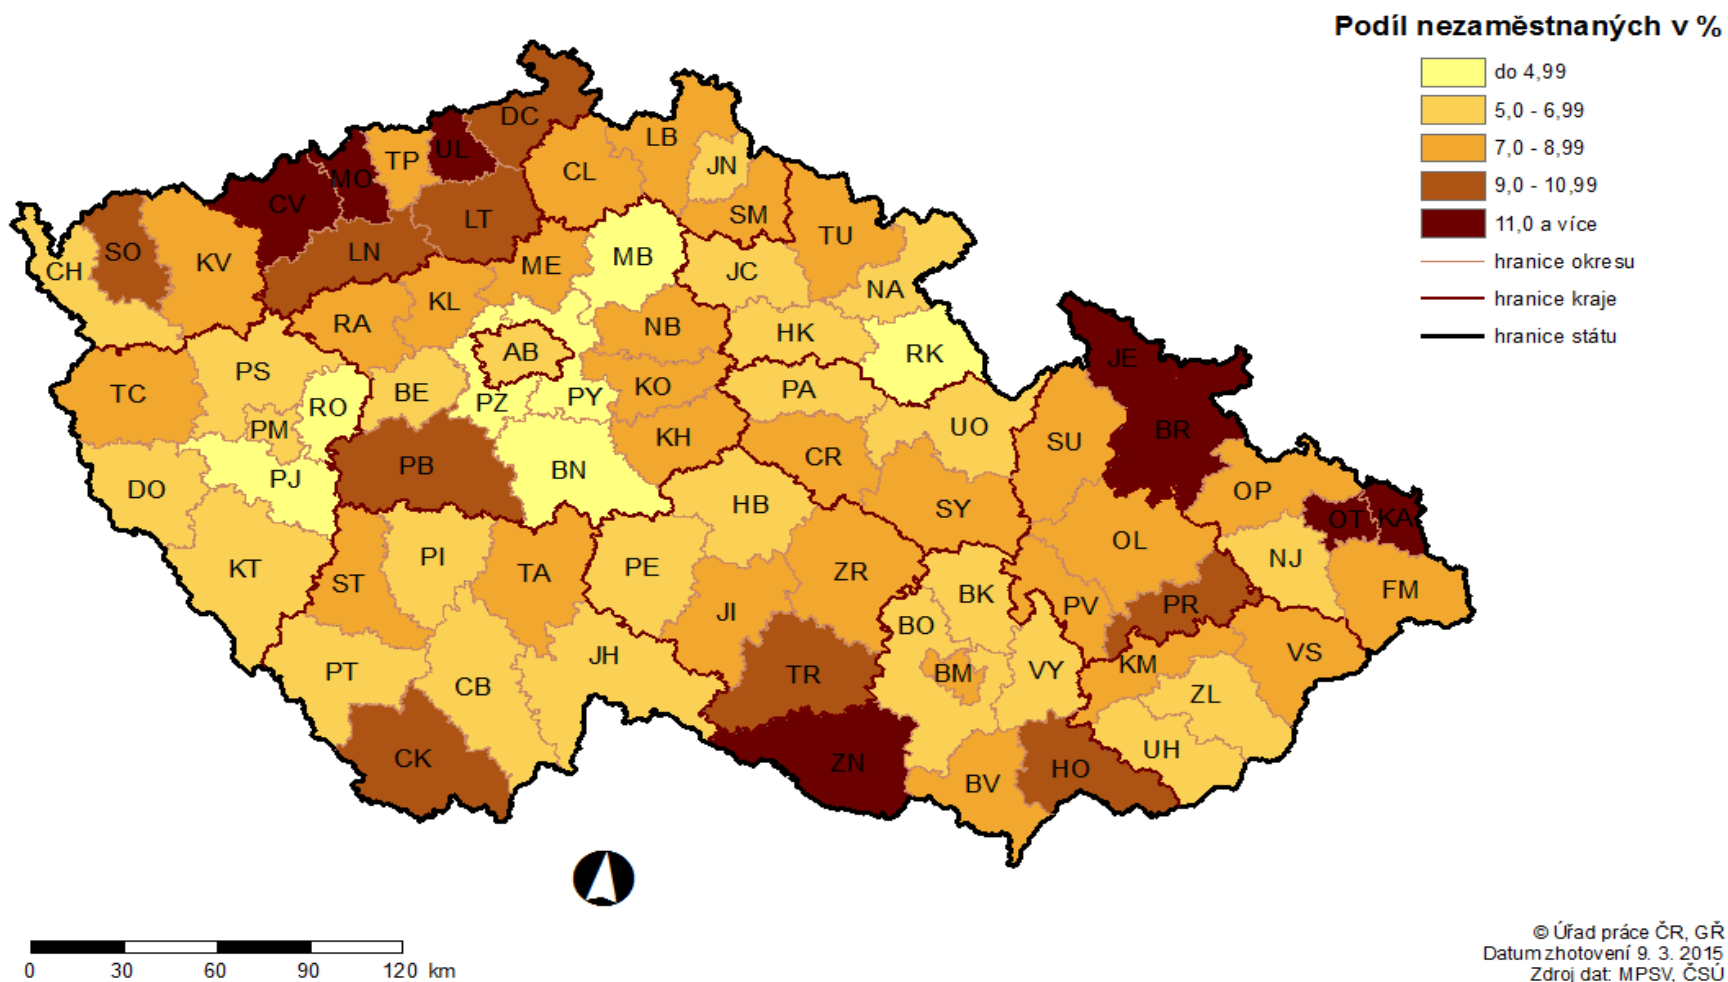 Podíl nezaměstnaných v %
do 4,99
5,0 - 6,99
7,0 - 8,99
9,0 - 10,99
11,0 a více
hranice okresu
hranice kraje
hranice státu
DC
LB
TP
UL
JN
CL
MO
CV
LT
SM
TU
SO
LN
KV
CH
ME
MB
JC
NA
KL
RA
NB
HK
AB
RK
JE
PS
TC
BE
RO
PZ
PY
KO
PA
PM
UO
BR
SU
KH
PB
CR
BN
PJ
DO
HB
SY
OP
OT
KA
OL
NJ
PI
KT
ST
TA
PE
ZR
FM
BK
PV
PR
JI
BO
VS
JH
KM
PT
TR
BM
VY
CB
ZL
UH
CK
ZN
HO
BV
0 30 60 90 120 km
© Úřad práce ČR, GŘ
Datum zhotovení 9. 3. 2015
Zdroj dat: MPSV, ČSÚ